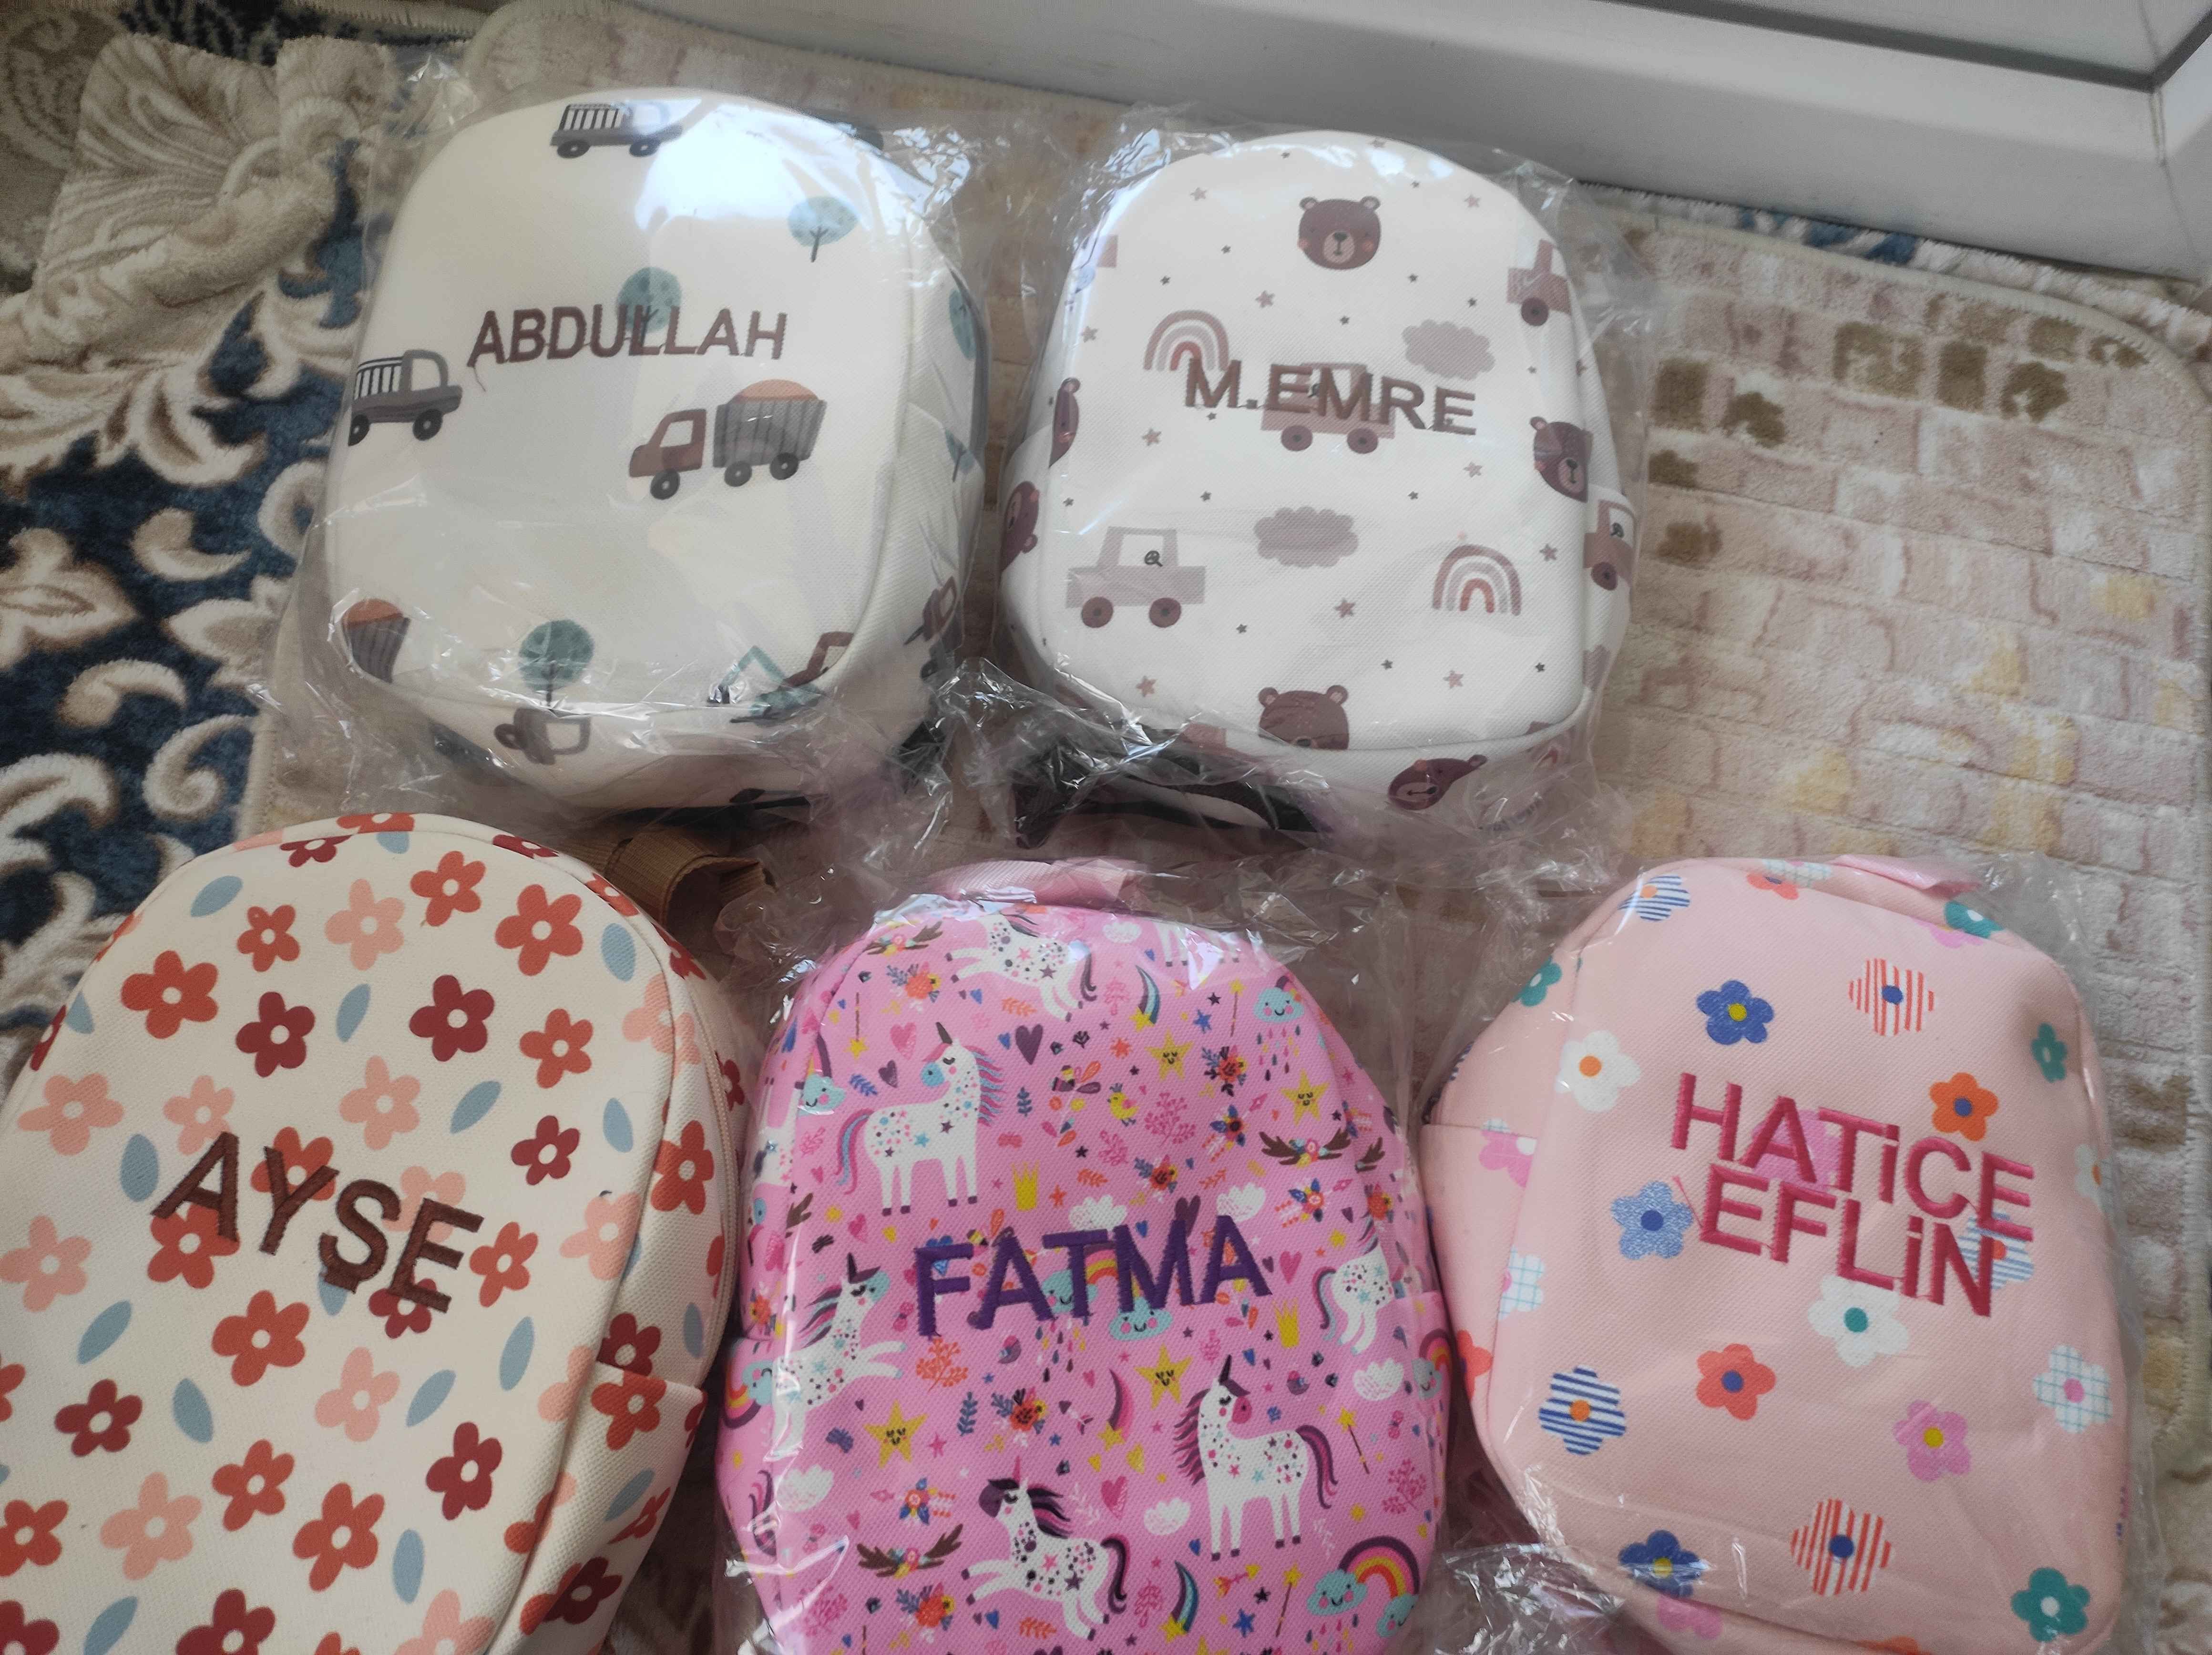 ABDULLAH
M.EMRE
AYSE
FATMA
HATiCE
EFLiN